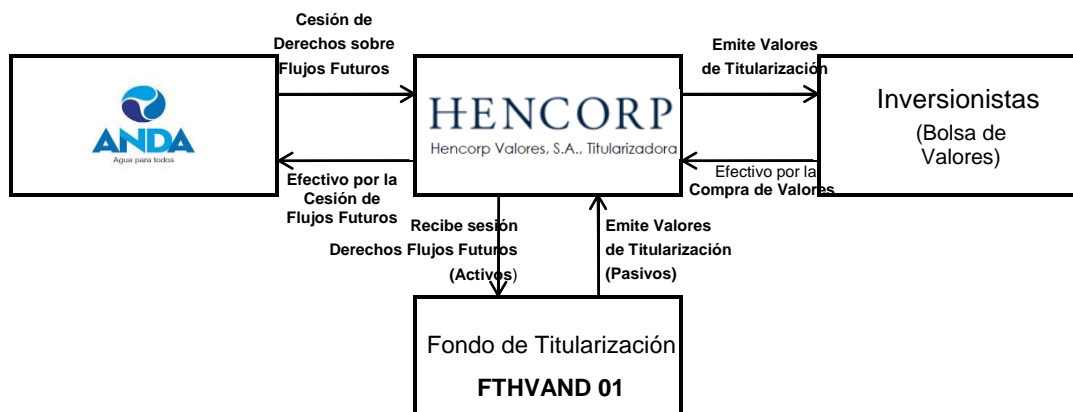 Cesión de
Derechos sobre
Flujos Futuros
Emite Valores
de Titularización
ANDA
Agua para todos
HENCORP
Hencorp Valores, S.A., Titularizadora
Inversionistas
(Bolsa de
Valores)
Efectivo por la
Cesión de
Flujos Futuros
Efectivo por la
Compra de Valores
Recibe sesión
Derechos Flujos Futuros
(Activos)
Emite Valores
de Titularización
(Pasivos)
Fondo de Titularización
FTHVAND 01